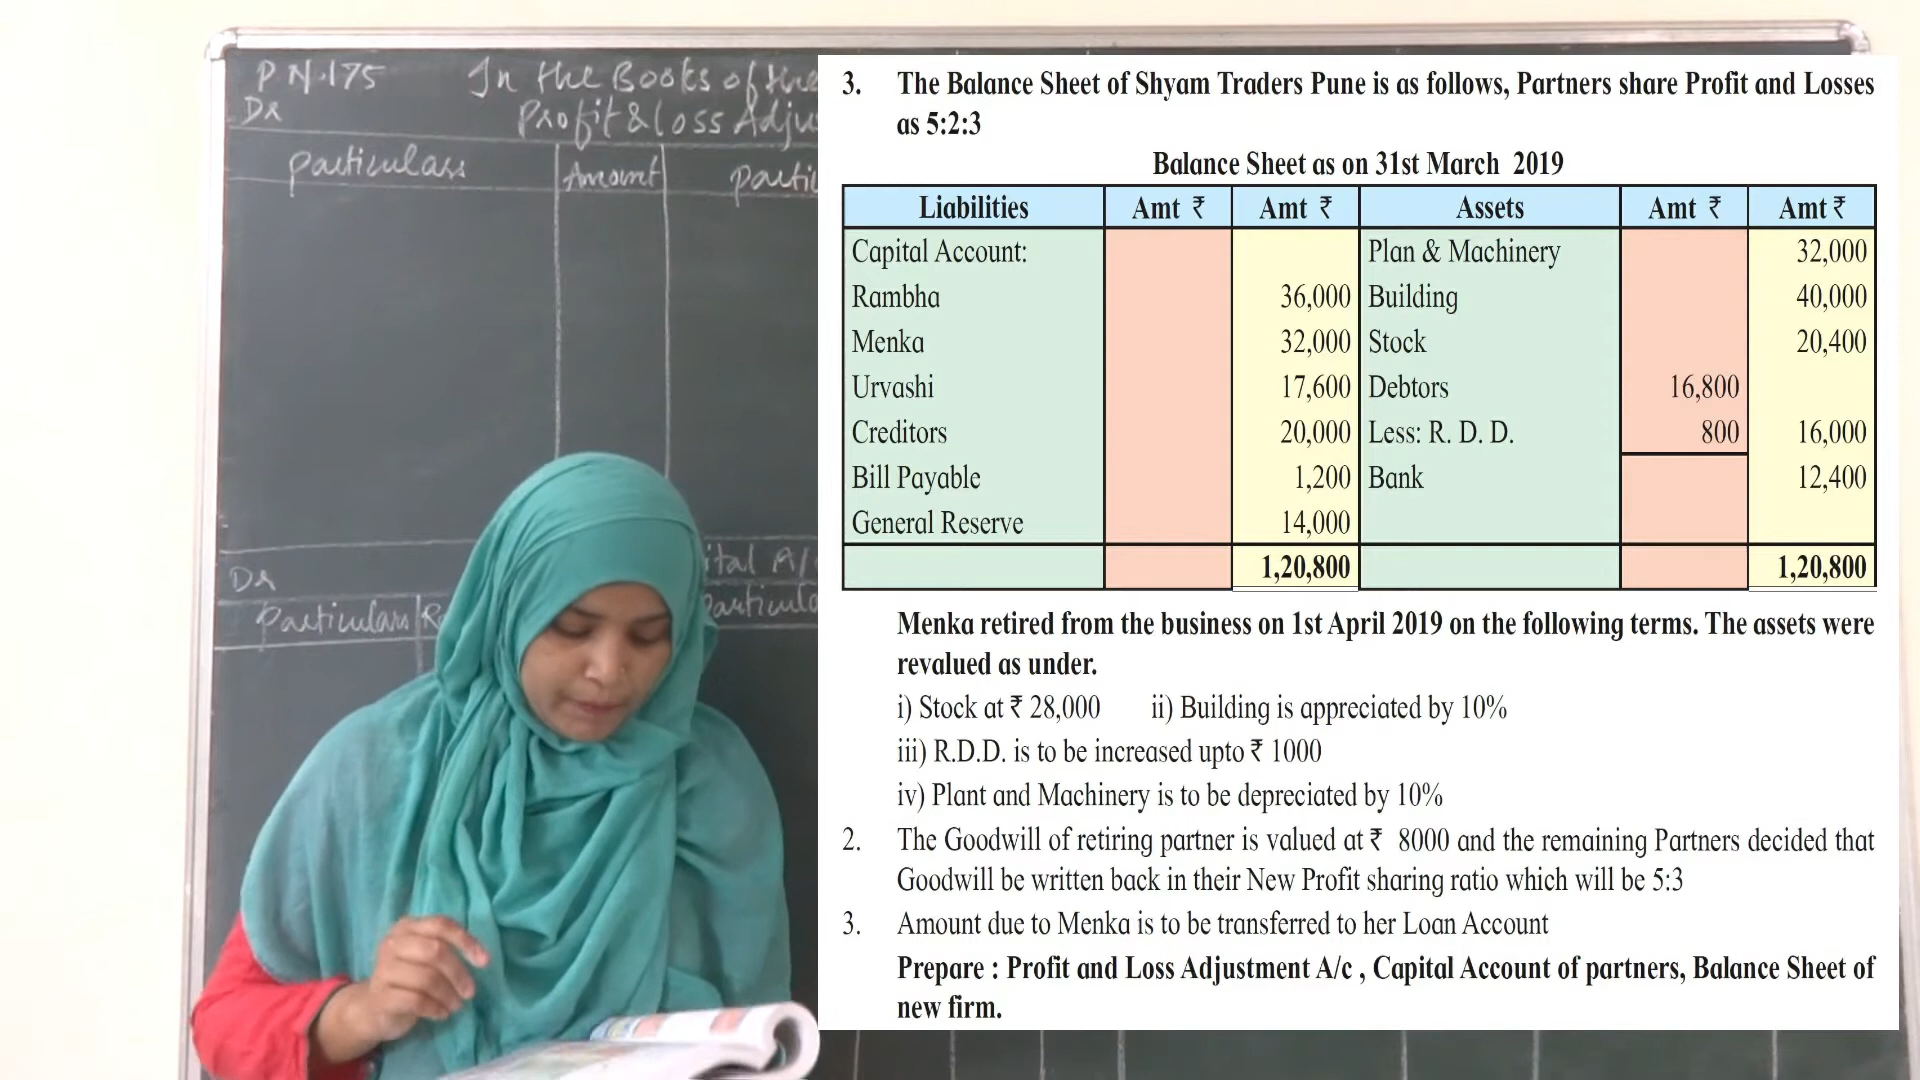 P N.175 In the Books of the
Dr Profit & Loss Adju
Particulars Amount Partic
Dr ital A/
Particulars R Particula
3. The Balance Sheet of Shyam Traders Pune is as follows, Partners share Profit and Losses
as 5:2:3
Balance Sheet as on 31st March 2019
Liabilities Amt ₹ Amt ₹ Assets Amt ₹ Amt ₹
Capital Account: Plan & Machinery 32,000
Rambha 36,000 Building 40,000
Menka 32,000 Stock 20,400
Urvashi 17,600 Debtors 16,800
Creditors 20,000 Less: R. D. D. 800 16,000
Bill Payable 1,200 Bank 12,400
General Reserve 14,000
1,20,800 1,20,800
Menka retired from the business on 1st April 2019 on the following terms. The assets were
revalued as under.
i) Stock at ₹ 28,000 ii) Building is appreciated by 10%
iii) R.D.D. is to be increased upto ₹ 1000
iv) Plant and Machinery is to be depreciated by 10%
2. The Goodwill of retiring partner is valued at ₹ 8000 and the remaining Partners decided that
Goodwill be written back in their New Profit sharing ratio which will be 5:3
3. Amount due to Menka is to be transferred to her Loan Account
Prepare : Profit and Loss Adjustment A/c , Capital Account of partners, Balance Sheet of
new firm.